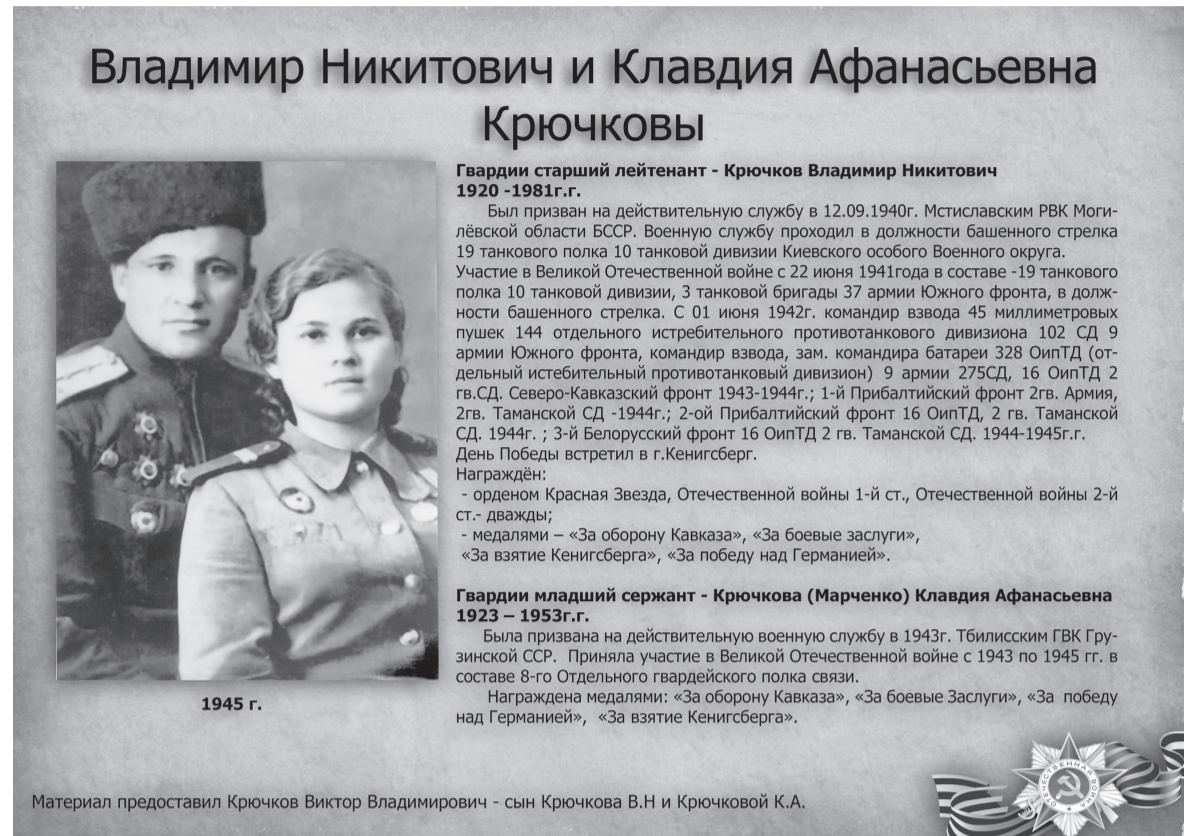 Владимир Никитович и Клавдия Афанасьевна
Крючковы
Гвардии старший лейтенант - Крючков Владимир Никитович
1920 -1981г.г.
Был призван на действительную службу в 12.09.1940г. Мстиславским РВК Моги-
лёвской области БССР. Военную службу проходил в должности башенного стрелка
19 танкового полка 10 танковой дивизии Киевского особого Военного округа.
Участие в Великой Отечественной войне с 22 июня 1941года в составе -19 танкового
полка 10 танковой дивизии, 3 танковой бригады 37 армии Южного фронта, в долж-
ности башенного стрелка. С 01 июня 1942г. командир взвода 45 миллиметровых
пушек 144 отдельного истребительного противотанкового дивизиона 102 СД 9
армии Южного фронта, командир взвода, зам. командира батареи 328 ОипТД (от-
дельный истебительный противотанковый дивизион) 9 армии 275СД, 16 ОипТД 2
гв.СД. Северо-Кавказский фронт 1943-1944г.; 1-й Прибалтийский фронт 2гв. Армия,
2гв. Таманской СД -1944г.; 2-ой Прибалтийский фронт 16 ОипТД, 2 гв. Таманской
СД. 1944г. ; 3-й Белорусский фронт 16 ОипТД 2 гв. Таманской СД. 1944-1945г.г.
День Победы встретил в г.Кенигсберг.
Награждён:
- орденом Красная Звезда, Отечественной войны 1-й ст., Отечественной войны 2-й
ст.- дважды;
- медалями – «За оборону Кавказа», «За боевые заслуги»,
«За взятие Кенигсберга», «За победу над Германией».
Гвардии младший сержант - Крючкова (Марченко) Клавдия Афанасьевна
1923 – 1953г.г.
Была призвана на действительную военную службу в 1943г. Тбилисским ГВК Гру-
зинской ССР. Приняла участие в Великой Отечественной войне с 1943 по 1945 гг. в
составе 8-го Отдельного гвардейского полка связи.
Награждена медалями: «За оборону Кавказа», «За боевые Заслуги», «За победу
над Германией», «За взятие Кенигсберга».
1945 г.
ОТЕЧЕСТВЕННАЯ ВОЙНА
Материал предоставил Крючков Виктор Владимирович - сын Крючкова В.Н и Крючковой К.А.